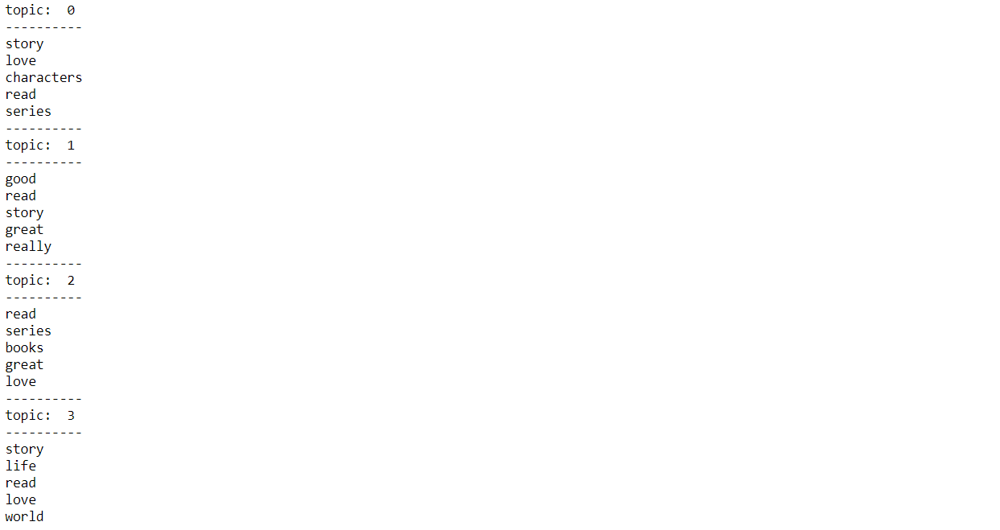 topic:  0
----------
story
love
characters
read
series
----------
topic:  1
----------
good
read
story
great
really
----------
topic:  2
----------
read
series
books
great
love
----------
topic:  3
----------
story
life
read
love
world